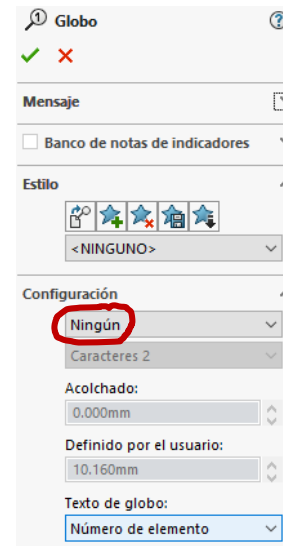 1 Globo ?
Mensaje
Banco de notas de indicadores
Estilo
<NINGUNO>
Configuración
Ningún
Caracteres 2
Acolchado:
0.000mm
Definido por el usuario:
10.160mm
Texto de globo:
Número de elemento